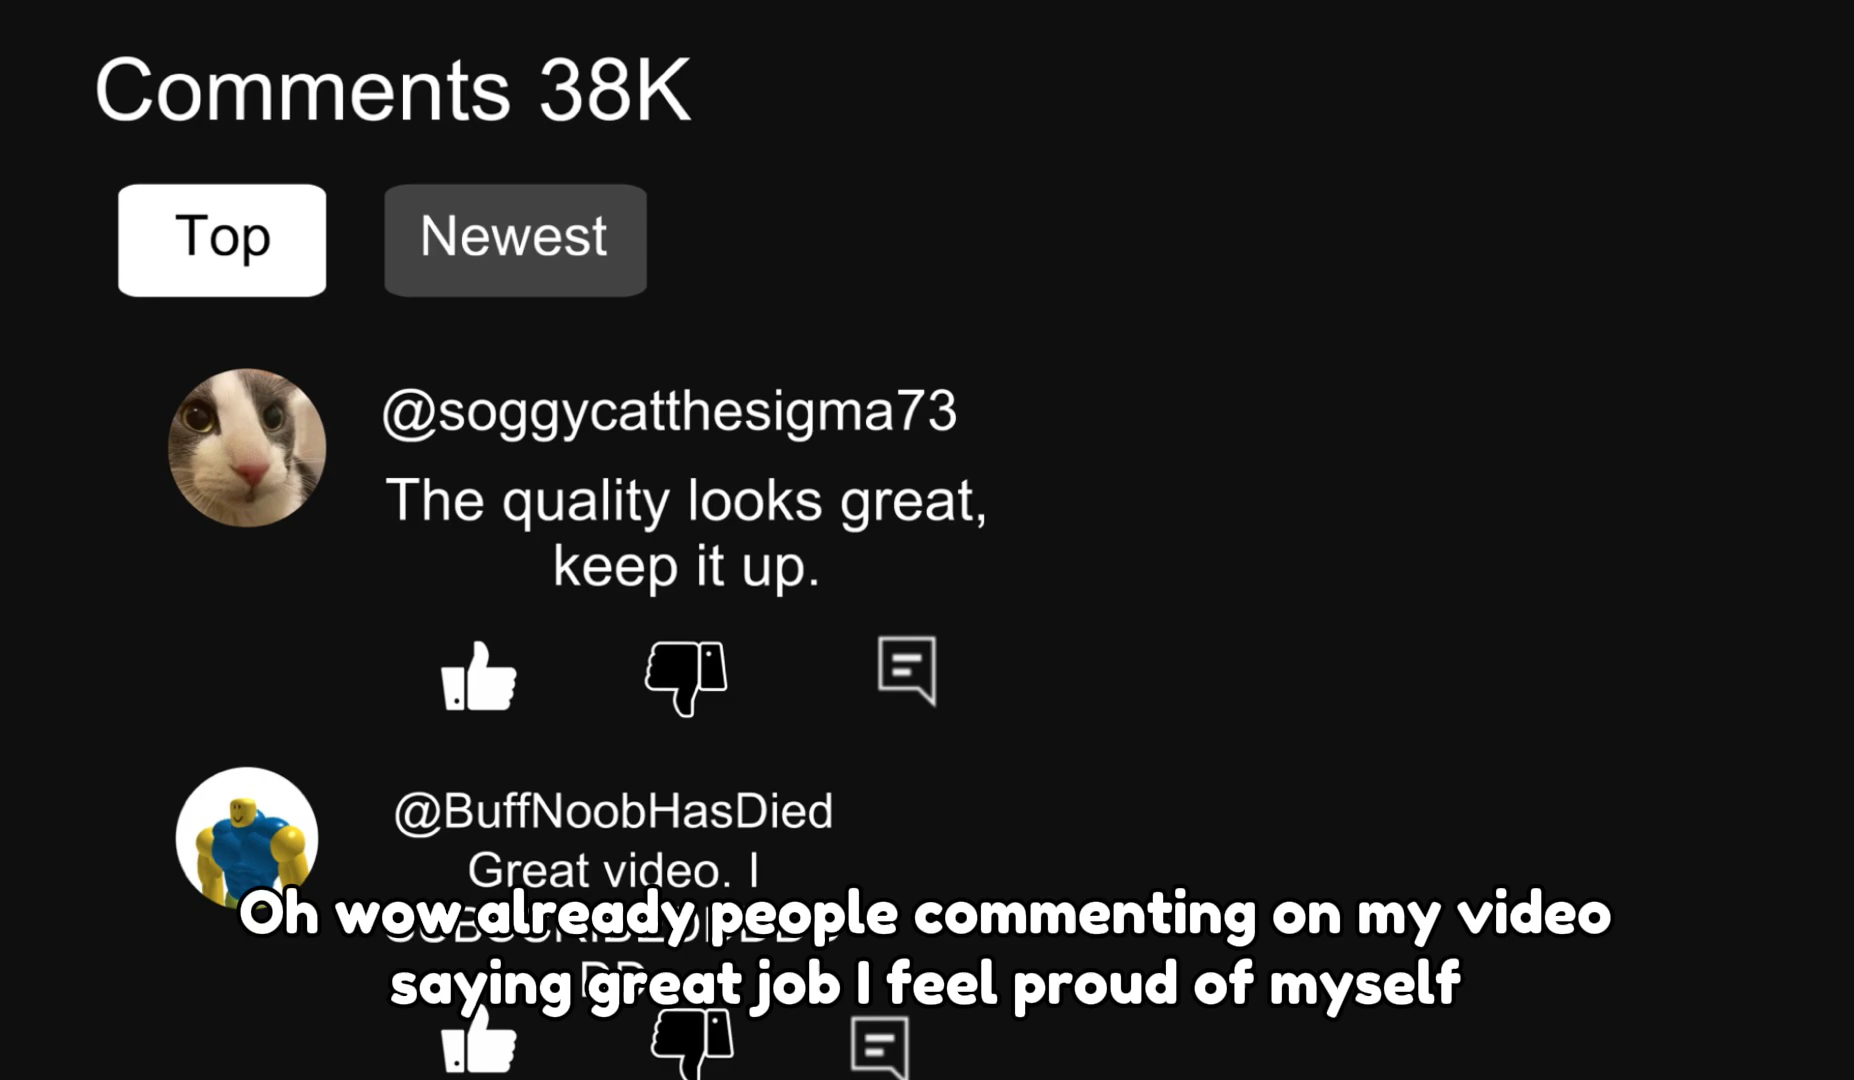 Comments 38K
Top
Newest
@soggycatthesigma73
The quality looks great,
keep it up.
@BuffNoobHasDied
Great video. I
Oh wow already people commenting on my video
saying great job I feel proud of myself